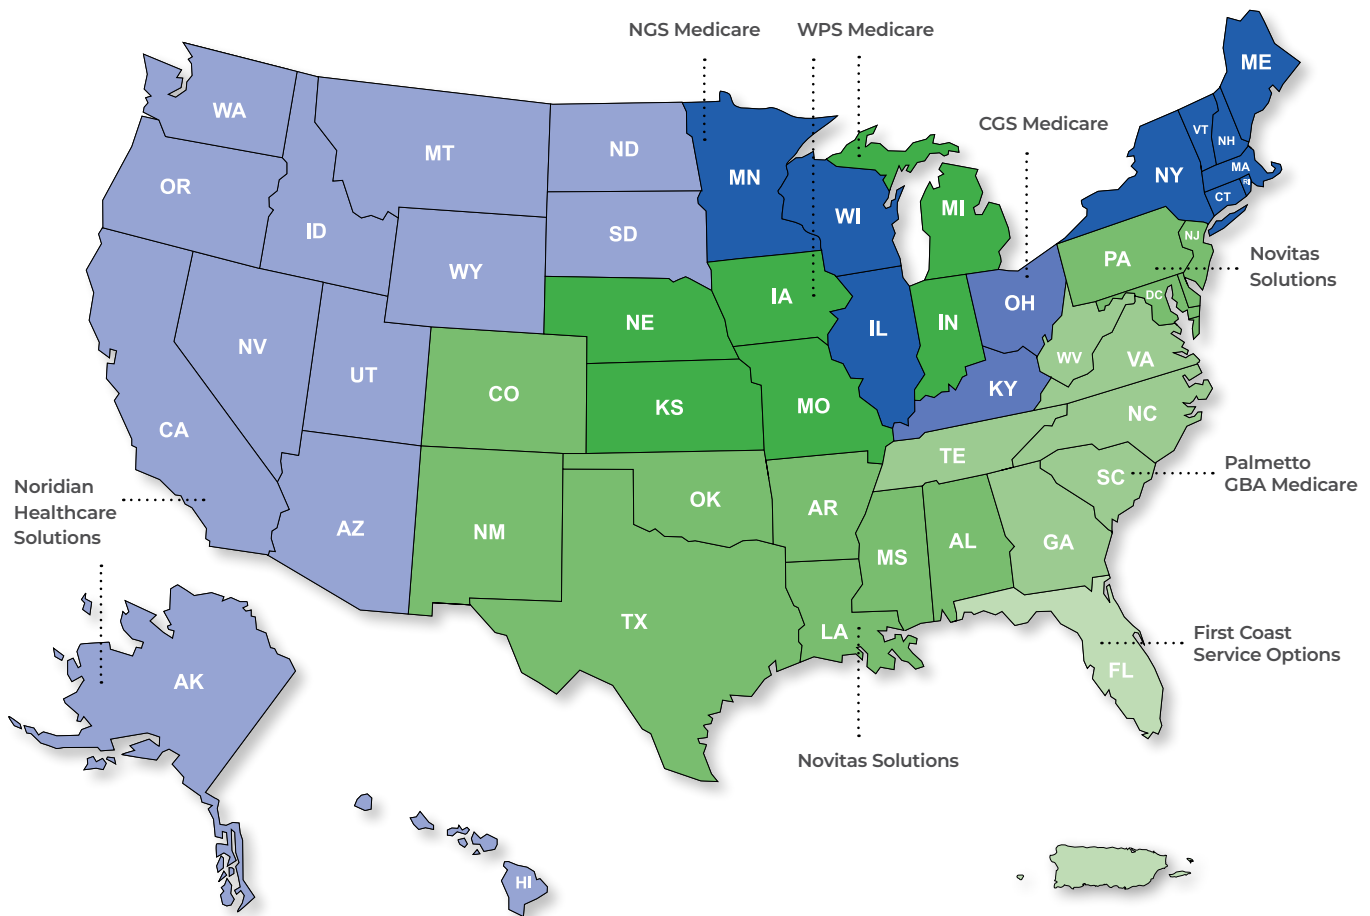 NGS Medicare
WPS Medicare
ME
WA
CGS Medicare
VT
NH
MT
ND
MN
MA
NY
OR
CT
RI
WI
MI
ID
SD
NJ
PA
Novitas
Solutions
WY
IA
DC
OH
NE
IL
IN
NV
WV
VA
UT
CO
KY
KS
MO
NC
CA
TE
Noridian
Healthcare
Solutions
SC
Palmetto
GBA Medicare
OK
AR
AZ
NM
MS
AL
GA
TX
LA
First Coast
Service Options
FL
AK
Novitas Solutions
HI